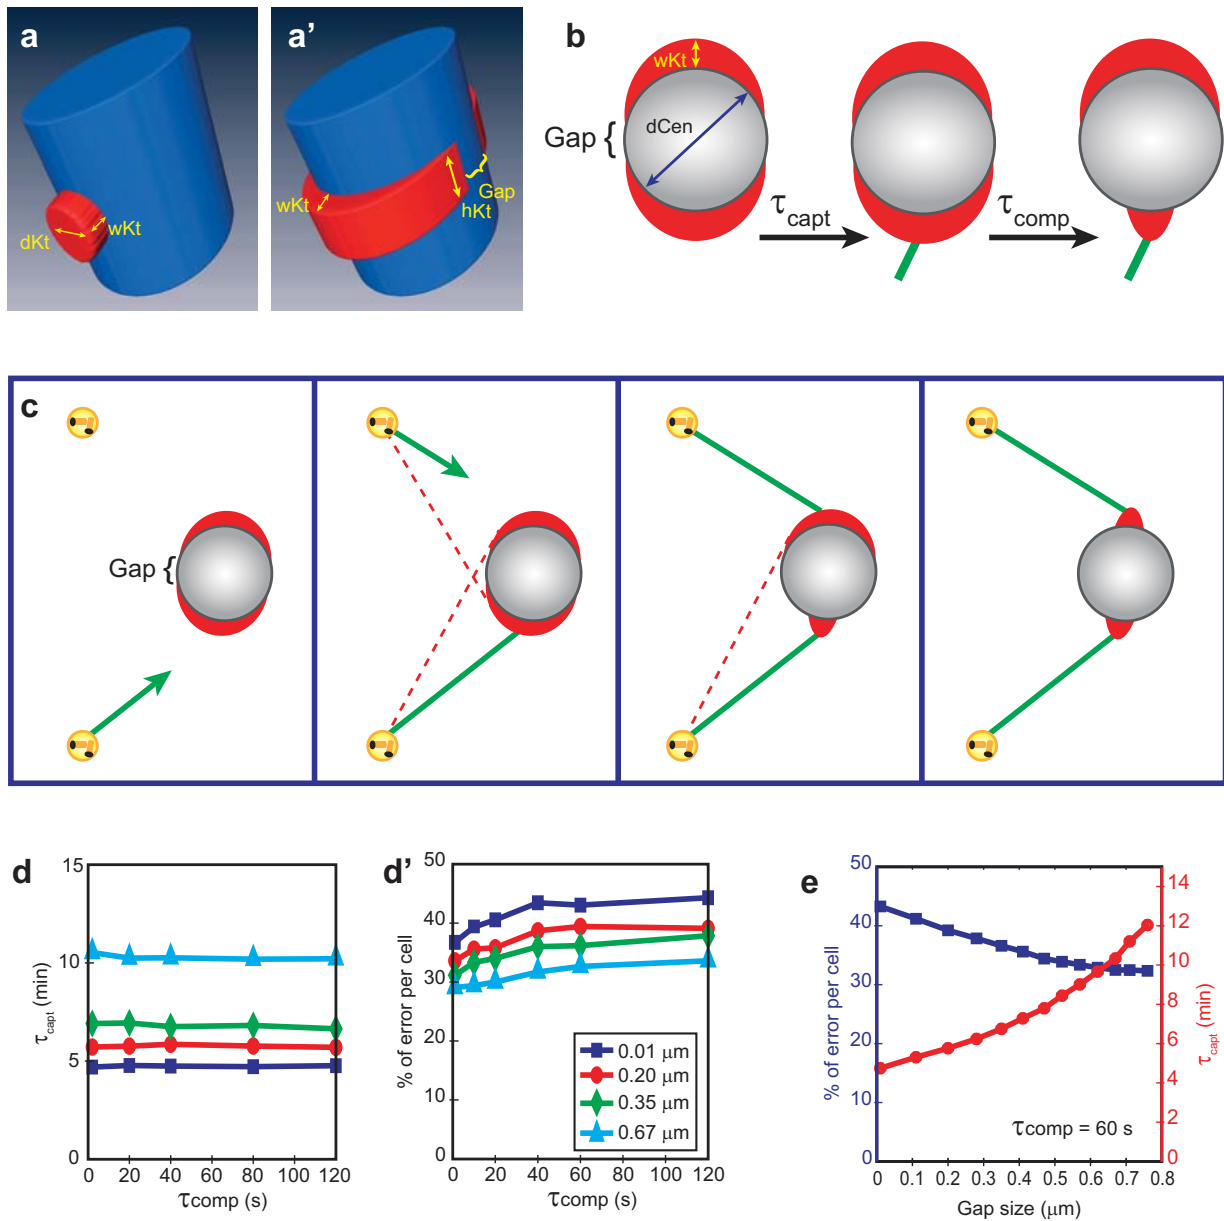 a
dKt
wKt
a'
wKt
hKt
Gap
b
wKt
Gap {
dCen
τcapt
τcomp
c
Gap {
d
15
10
5
0
τcapt (min)
0 20 40 60 80 100 120
τcomp (s)
d'
50
40
30
20
10
0
% of error per cell
0.01 μm
0.20 μm
0.35 μm
0.67 μm
0 20 40 60 80 100 120
τcomp (s)
e
50
40
30
20
10
0
% of error per cell
14
12
10
8
6
4
2
0
τcapt (min)
τcomp = 60 s
0 0.1 0.2 0.3 0.4 0.5 0.6 0.7 0.8
Gap size (μm)